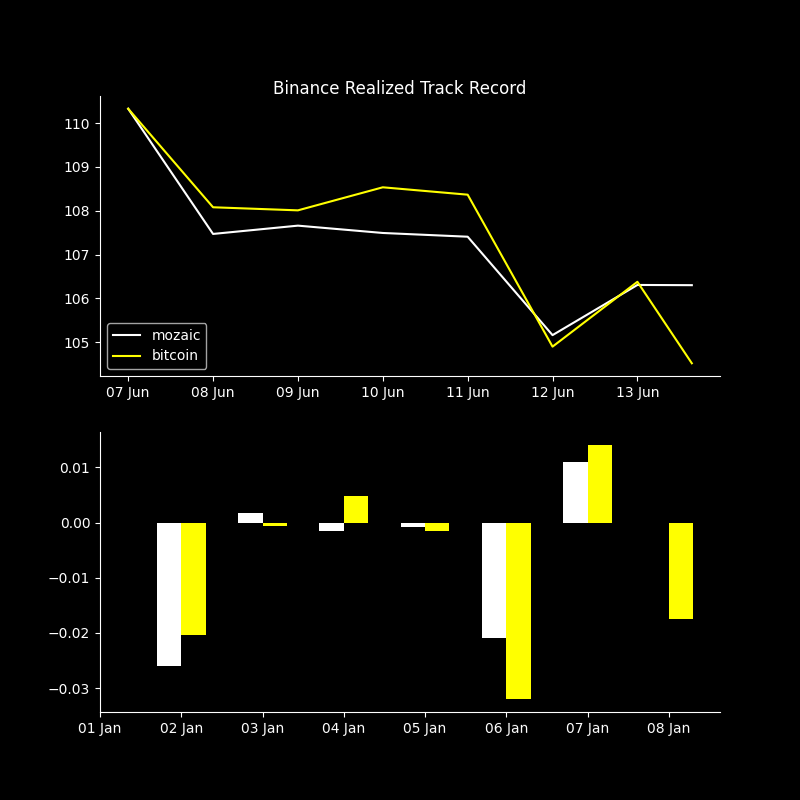 Binance Realized Track Record
110
109
108
107
106
105
mozaic
bitcoin
07 Jun 08 Jun 09 Jun 10 Jun 11 Jun 12 Jun 13 Jun
0.01
0.00
−0.01
−0.02
−0.03
01 Jan 02 Jan 03 Jan 04 Jan 05 Jan 06 Jan 07 Jan 08 Jan